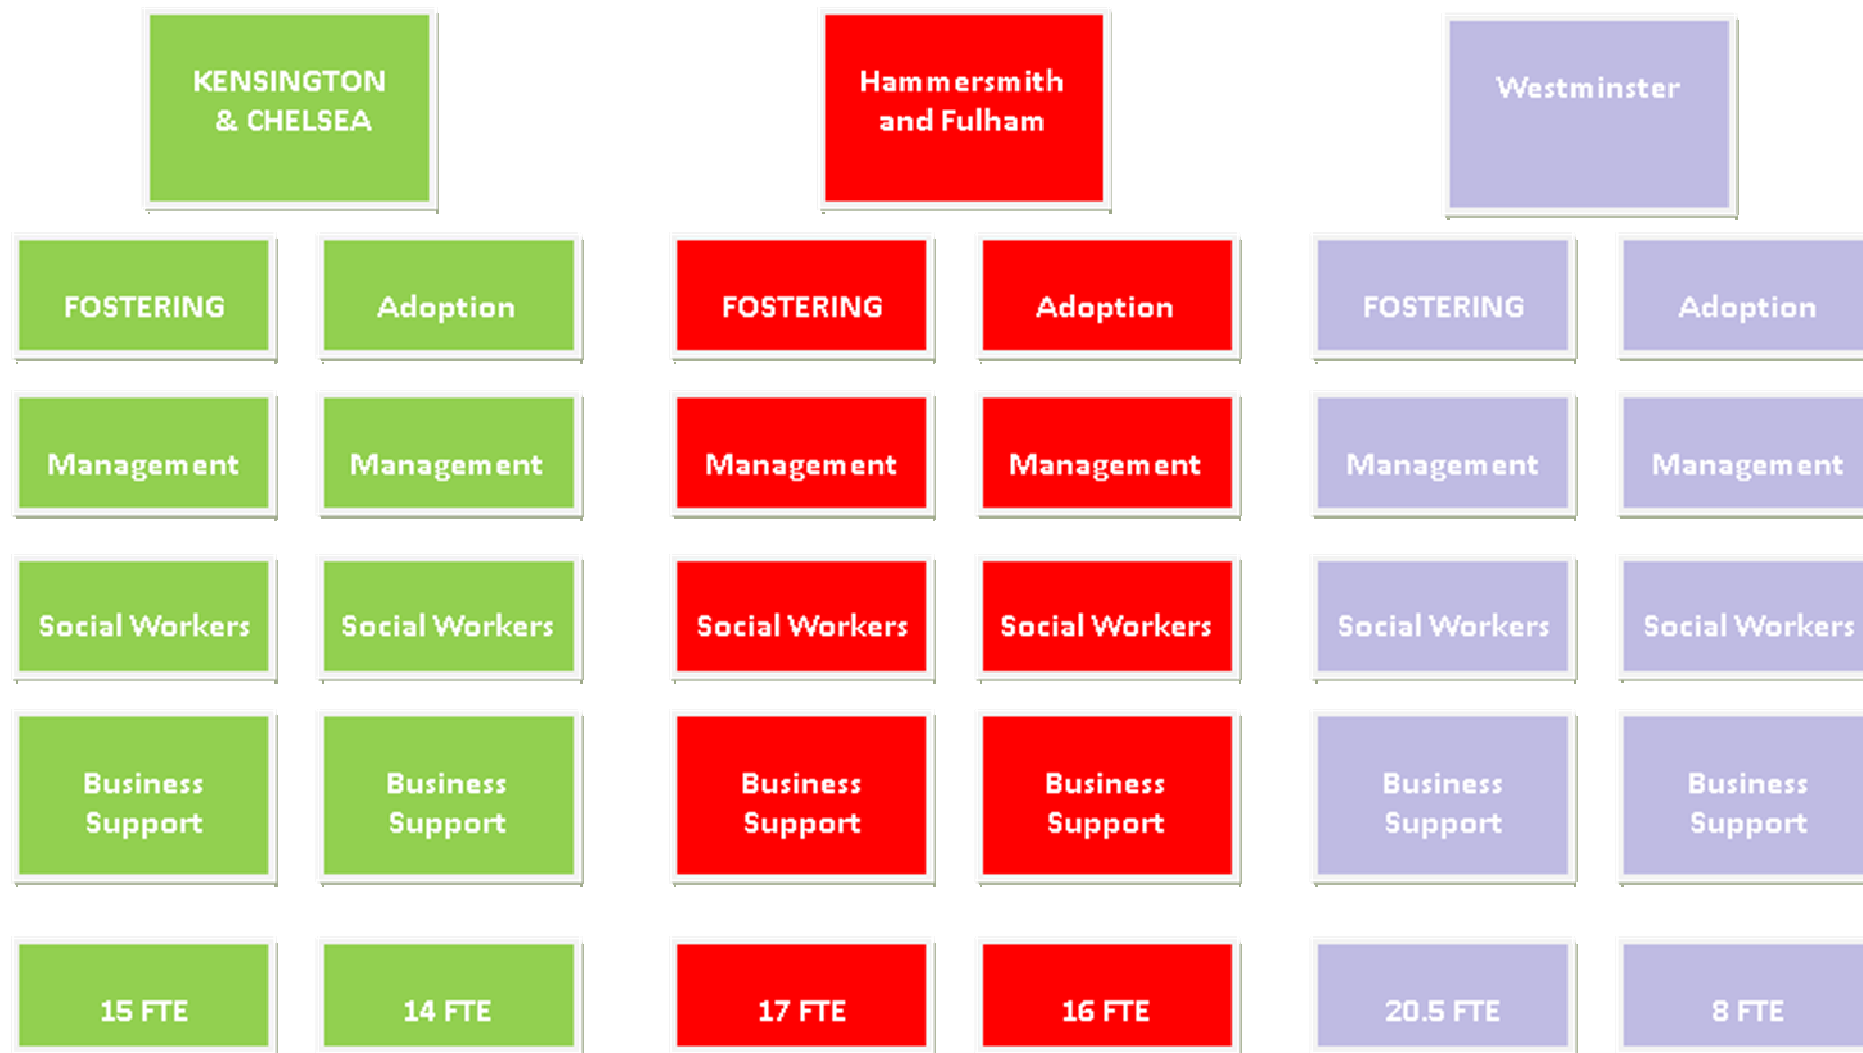 KENSINGTON
& CHELSEA
Hammersmith
and Fulham
Westminster
FOSTERING
Adoption
FOSTERING
Adoption
FOSTERING
Adoption
Management
Management
Management
Management
Management
Management
Social Workers
Social Workers
Social Workers
Social Workers
Social Workers
Social Workers
Business
Support
Business
Support
Business
Support
Business
Support
Business
Support
Business
Support
15 FTE
14 FTE
17 FTE
16 FTE
20.5 FTE
8 FTE